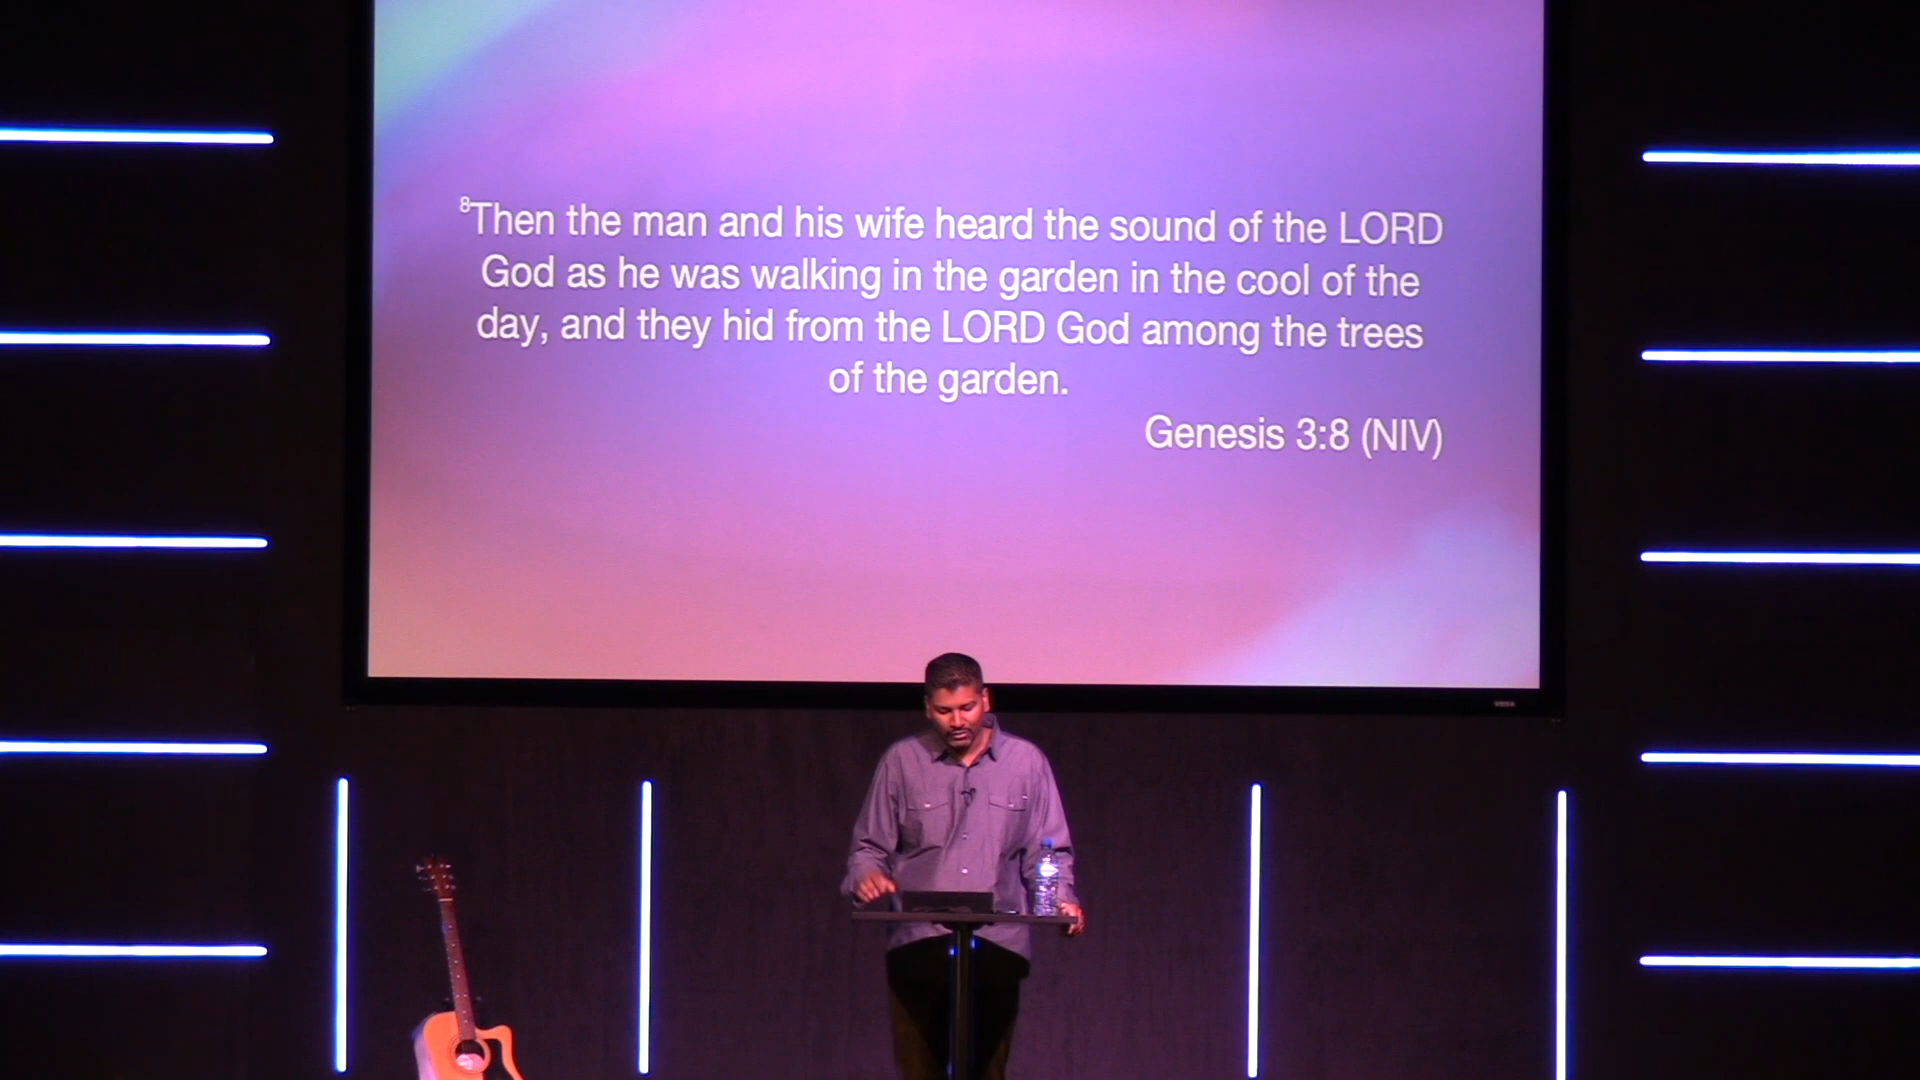 ⁸Then the man and his wife heard the sound of the LORD
God as he was walking in the garden in the cool of the
day, and they hid from the LORD God among the trees
of the garden.
Genesis 3:8 (NIV)